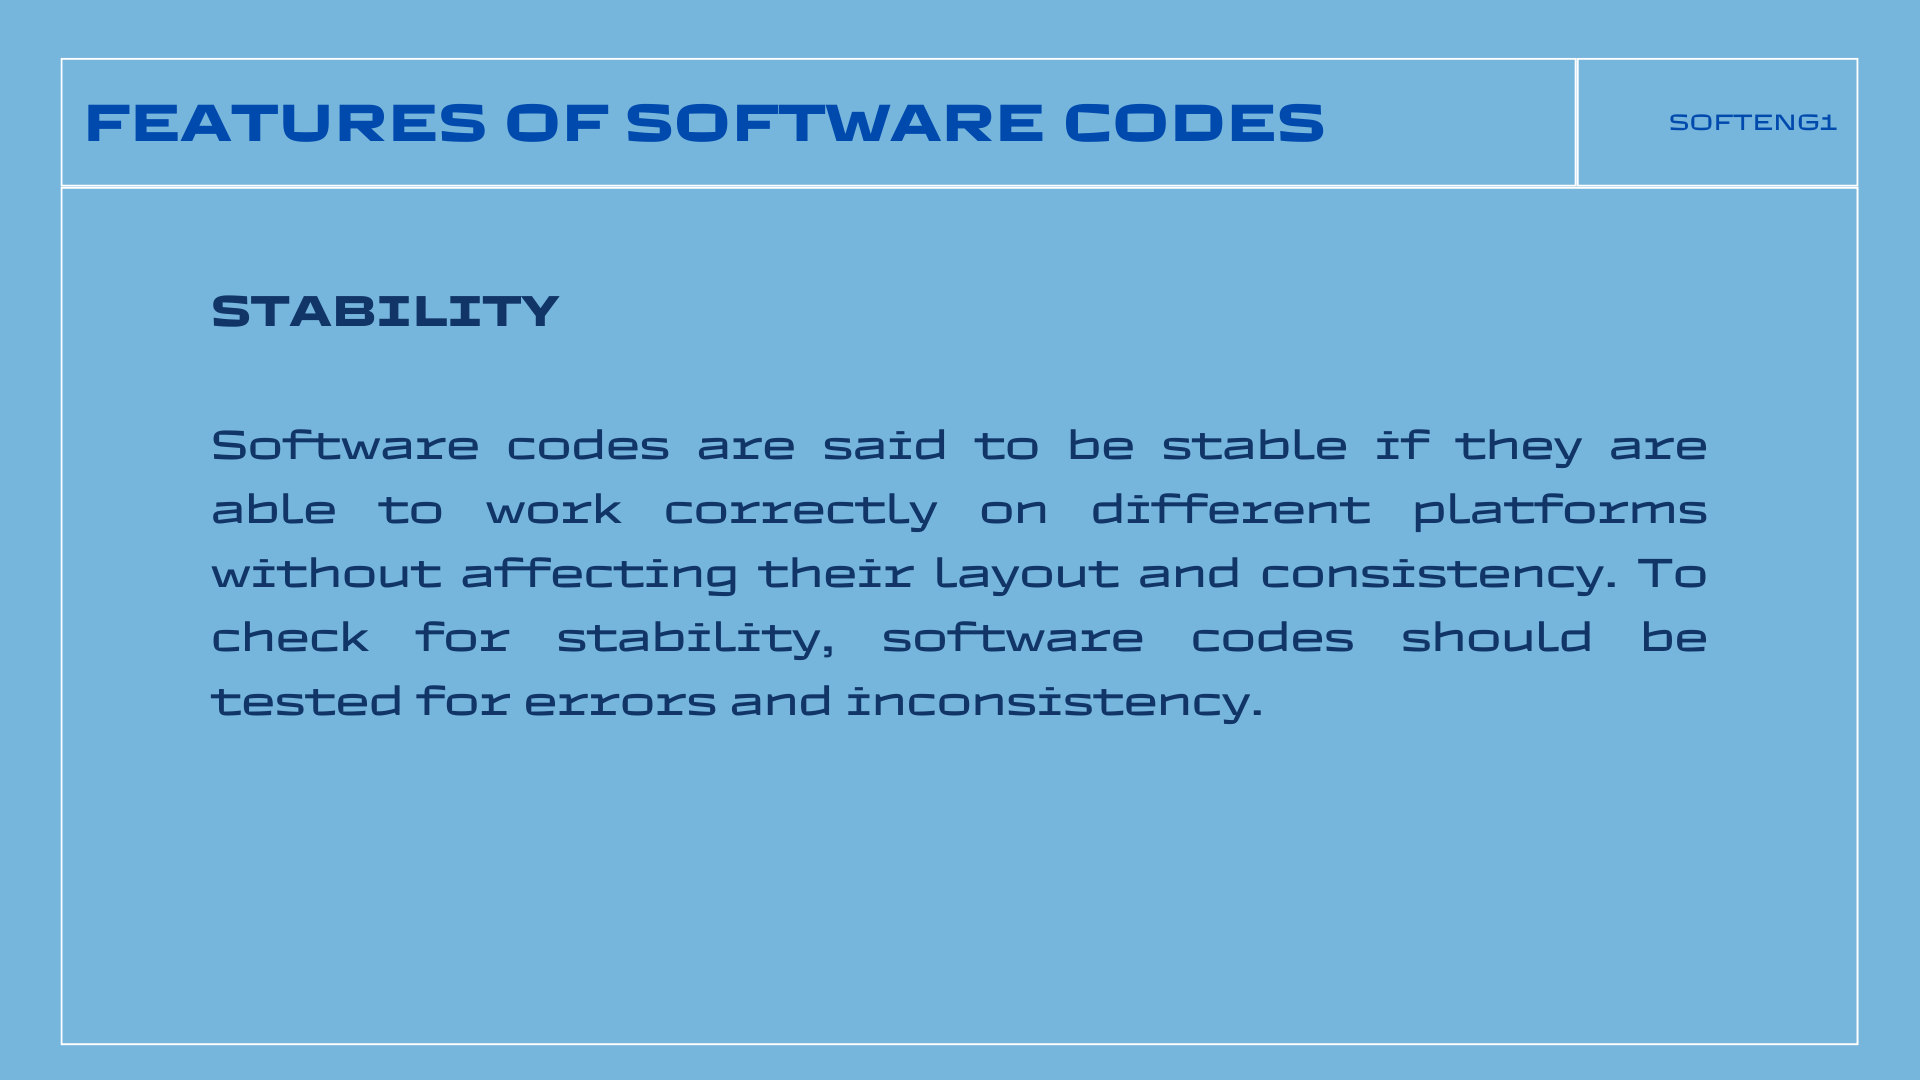 FEATURES OF SOFTWARE CODES
SOFTENG1
STABILITY
Software codes are said to be stable if they are
able to work correctly on different platforms
without affecting their layout and consistency. To
check for stability, software codes should be
tested for errors and inconsistency.